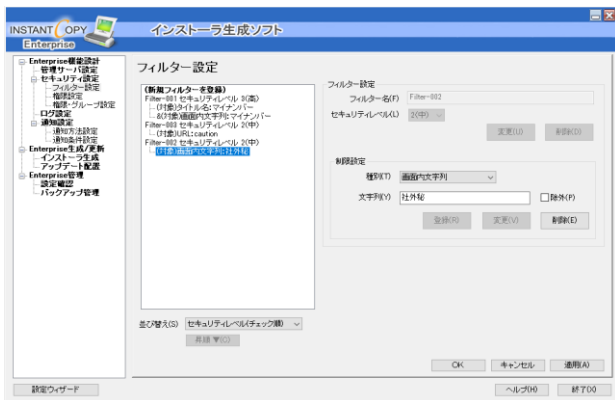 INSTANT COPY
Enterprise
インストーラ生成ソフト
Enterprise機能設計
管理サーバ設定
セキュリティ設定
フィルター設定
権限設定
権限・グループ設定
ログ設定
通知設定
通知方法設定
通知条件設定
Enterprise生成/更新
インストーラ生成
アップデート配置
Enterprise管理
設定確認
バックアップ管理
フィルター設定
(新規フィルターを登録)
Filter-001 セキュリティレベル 3(高)
(対象)タイトル名:マイナンバー
&(対象)画面内文字列:マイナンバー
Filter-003 セキュリティレベル 2(中)
(対象)URL:caution
Filter-002 セキュリティレベル 2(中)
(対象)画面内文字列:社外秘
並び替え(S) セキュリティレベル(チェック順)
昇順 ▼(C)
フィルター設定
フィルター名(F) Filter-002
セキュリティレベル(L) 2(中)
変更(U) 削除(D)
制限設定
種別(T) 画面内文字列
文字列(Y) 社外秘 除外(P)
登録(R) 変更(V) 削除(E)
OK キャンセル 適用(A)
設定ウィザード ヘルプ(H) 終了(X)